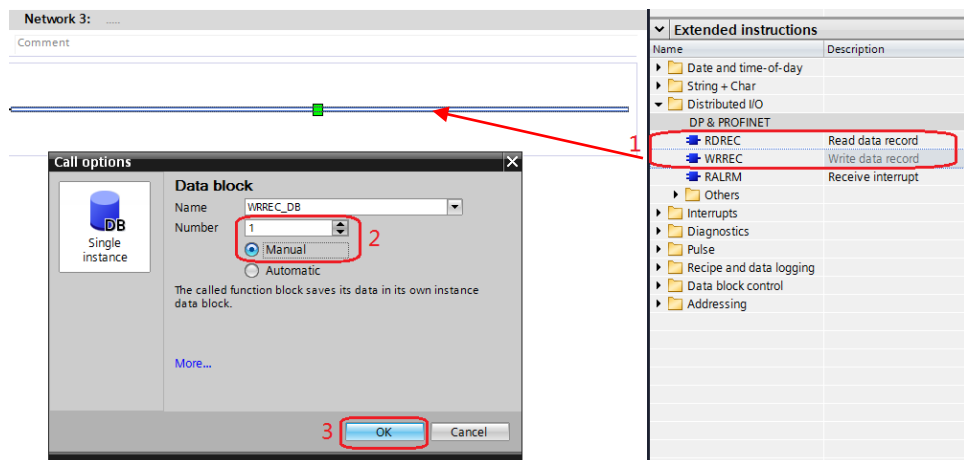 Network 3: .....
Comment
Call options
DB
Single
instance
Data block
Name WRREC_DB
Number 1
Manual
Automatic
The called function block saves its data in its own instance
data block.
More...
3 OK Cancel
2
1
Extended instructions
Name Description
Date and time-of-day
String + Char
Distributed I/O
DP & PROFINET
RDREC Read data record
WRREC Write data record
RALRM Receive interrupt
Others
Interrupts
Diagnostics
Pulse
Recipe and data logging
Data block control
Addressing